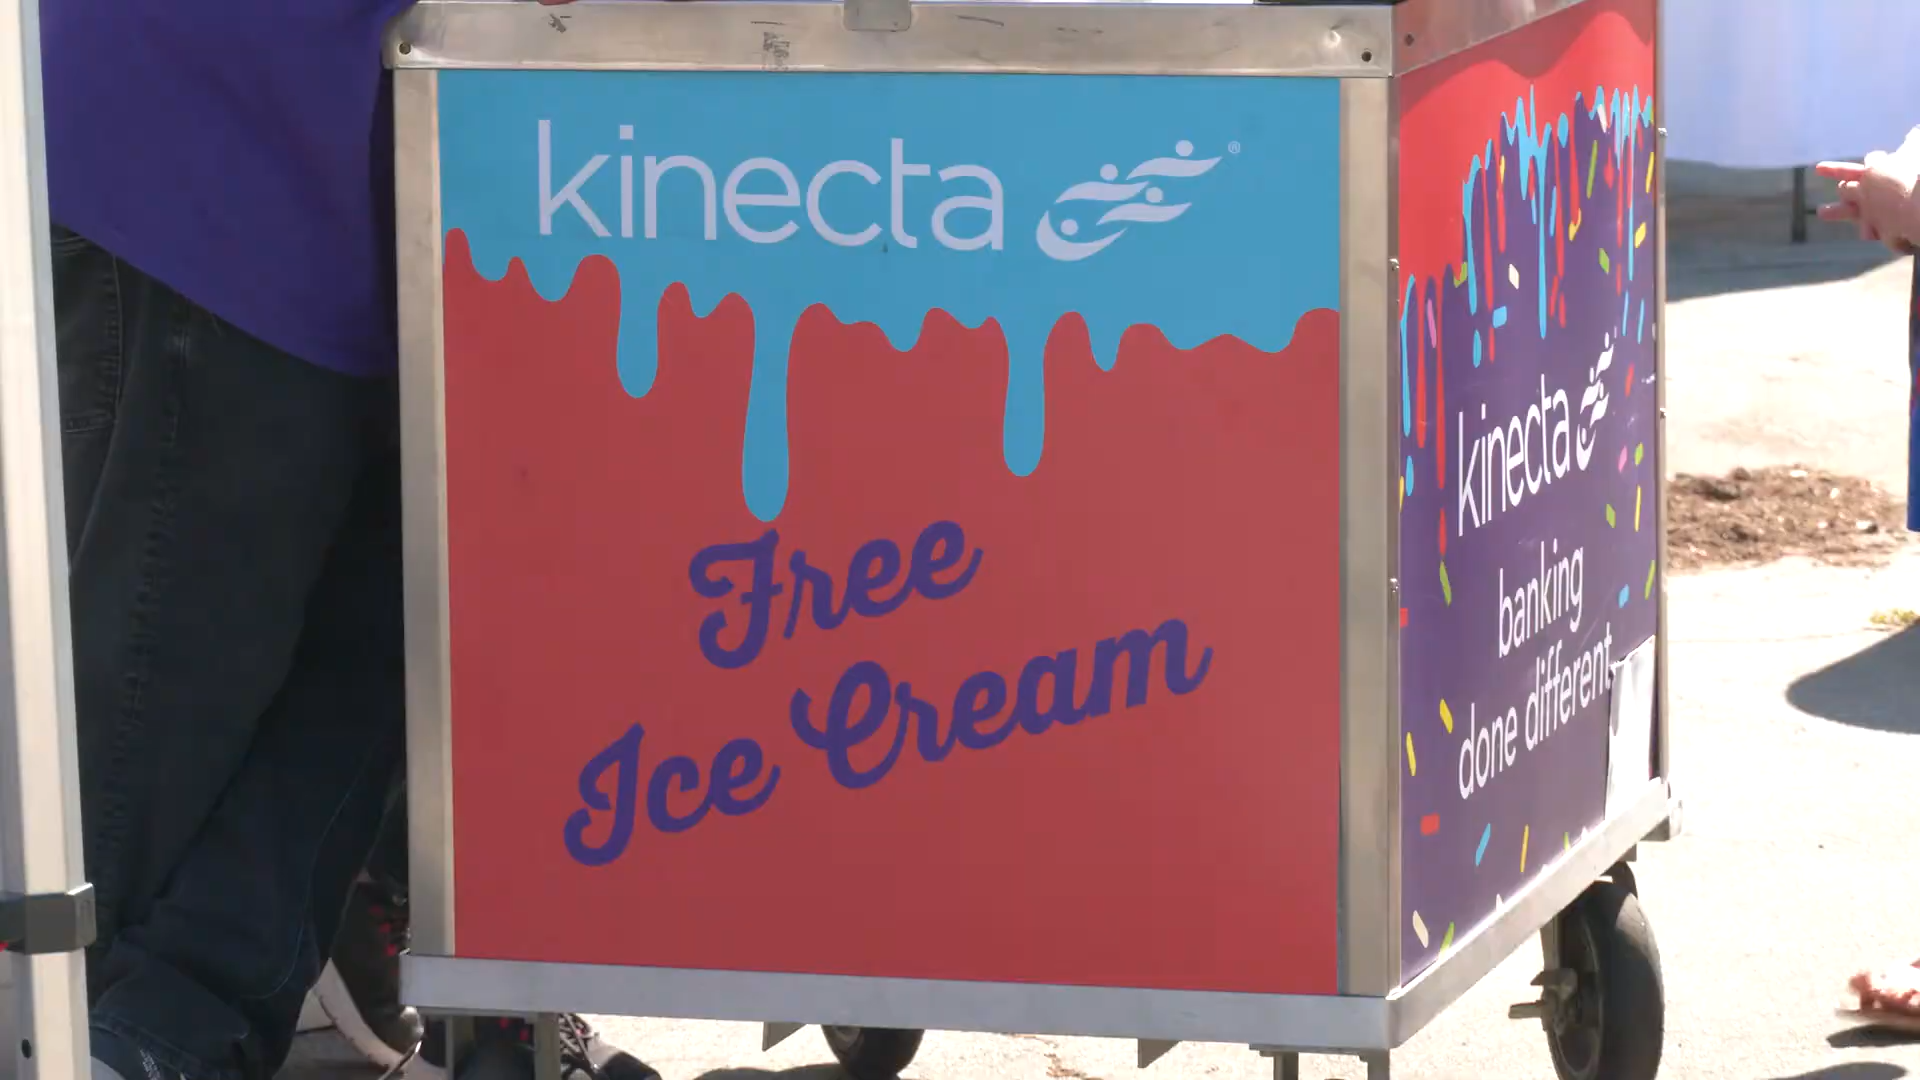 kinecta ®
Free
Ice Cream
kinecta
banking
done different